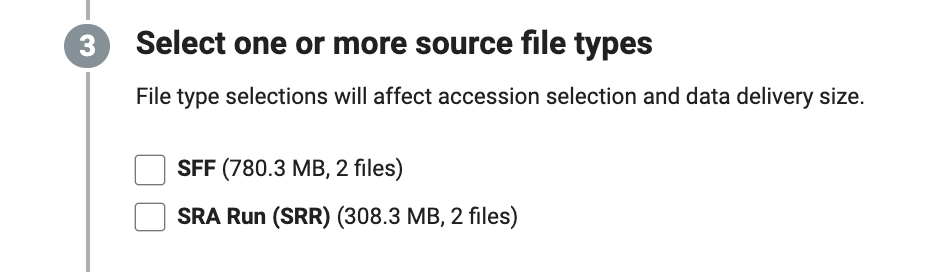 3 Select one or more source file types
File type selections will affect accession selection and data delivery size.
SFF (780.3 MB, 2 files)
SRA Run (SRR) (308.3 MB, 2 files)